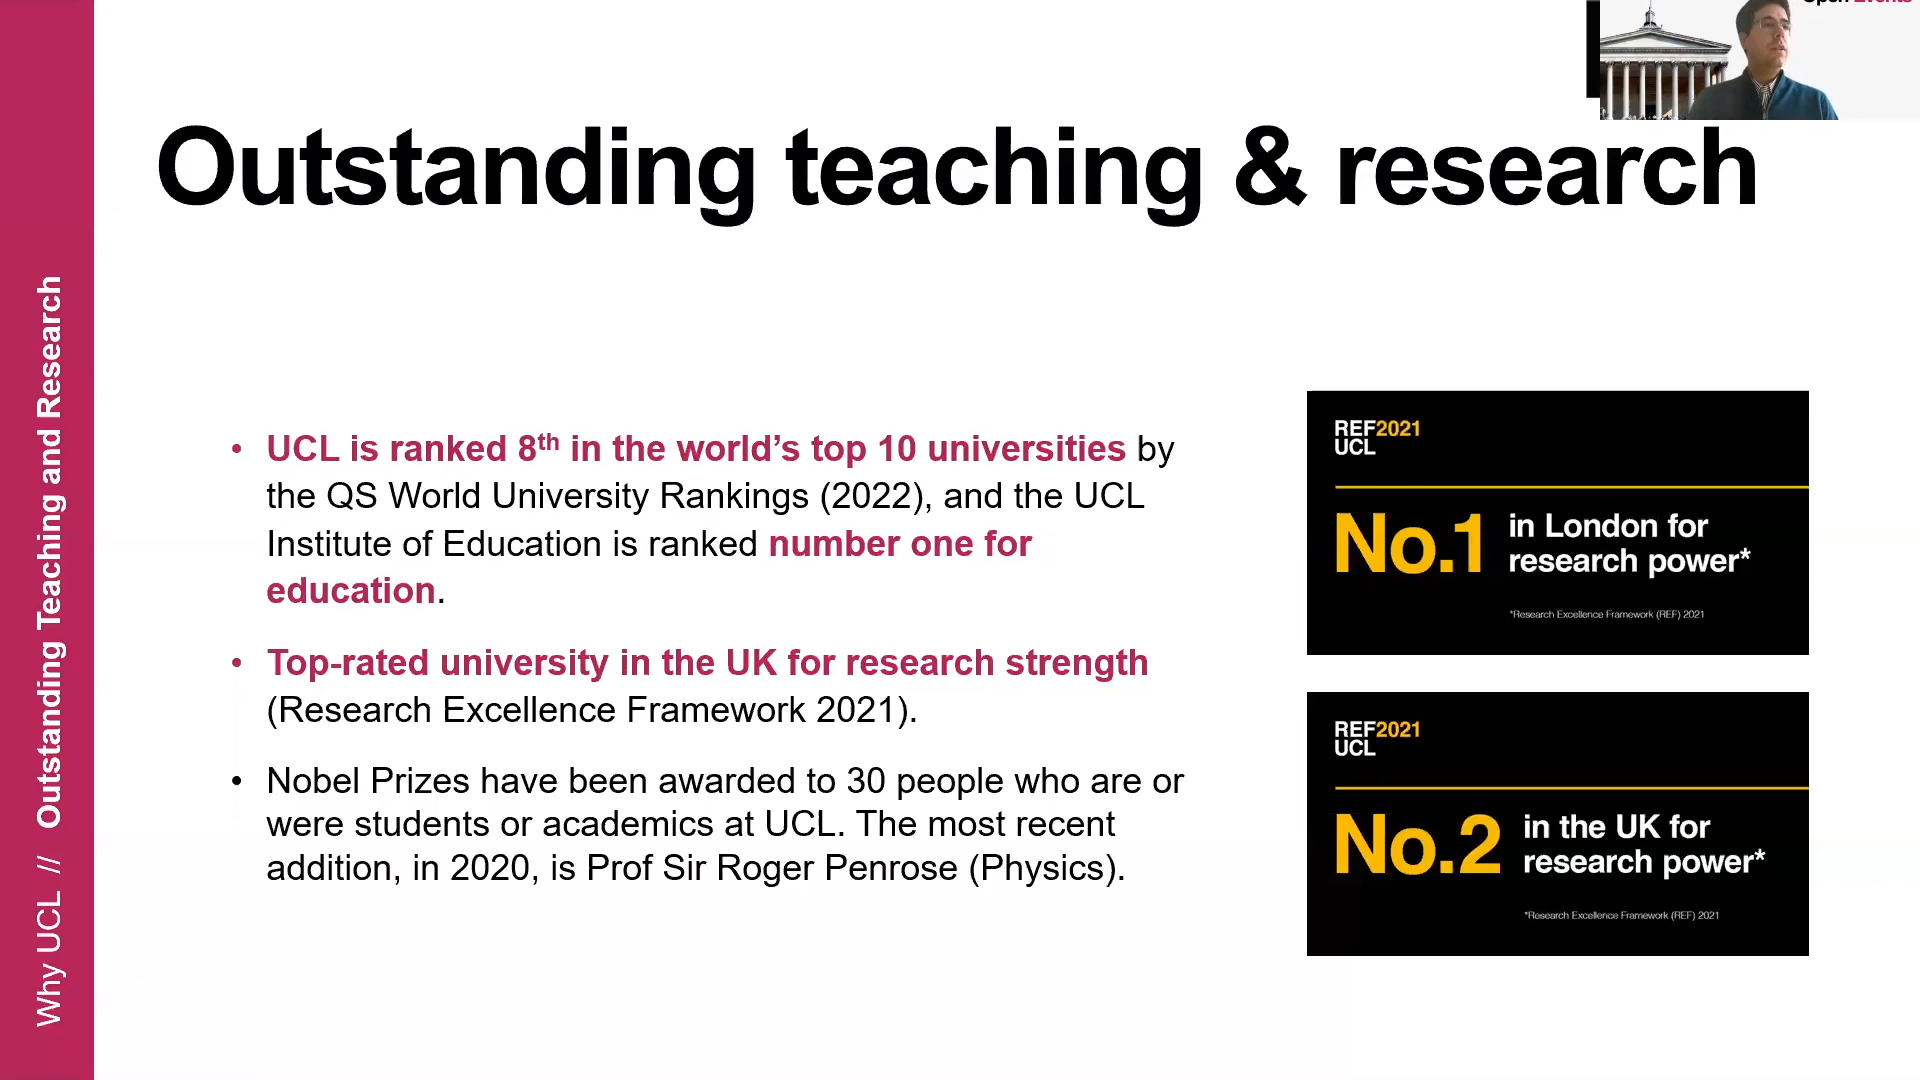 Open Events
Outstanding teaching & research
Why UCL // Outstanding Teaching and Research
• UCL is ranked 8th in the world’s top 10 universities by
the QS World University Rankings (2022), and the UCL
Institute of Education is ranked number one for
education.
• Top-rated university in the UK for research strength
(Research Excellence Framework 2021).
• Nobel Prizes have been awarded to 30 people who are or
were students or academics at UCL. The most recent
addition, in 2020, is Prof Sir Roger Penrose (Physics).
REF2021
UCL
No.1 in London for
research power*
*Research Excellence Framework (REF) 2021
REF2021
UCL
No.2 in the UK for
research power*
*Research Excellence Framework (REF) 2021